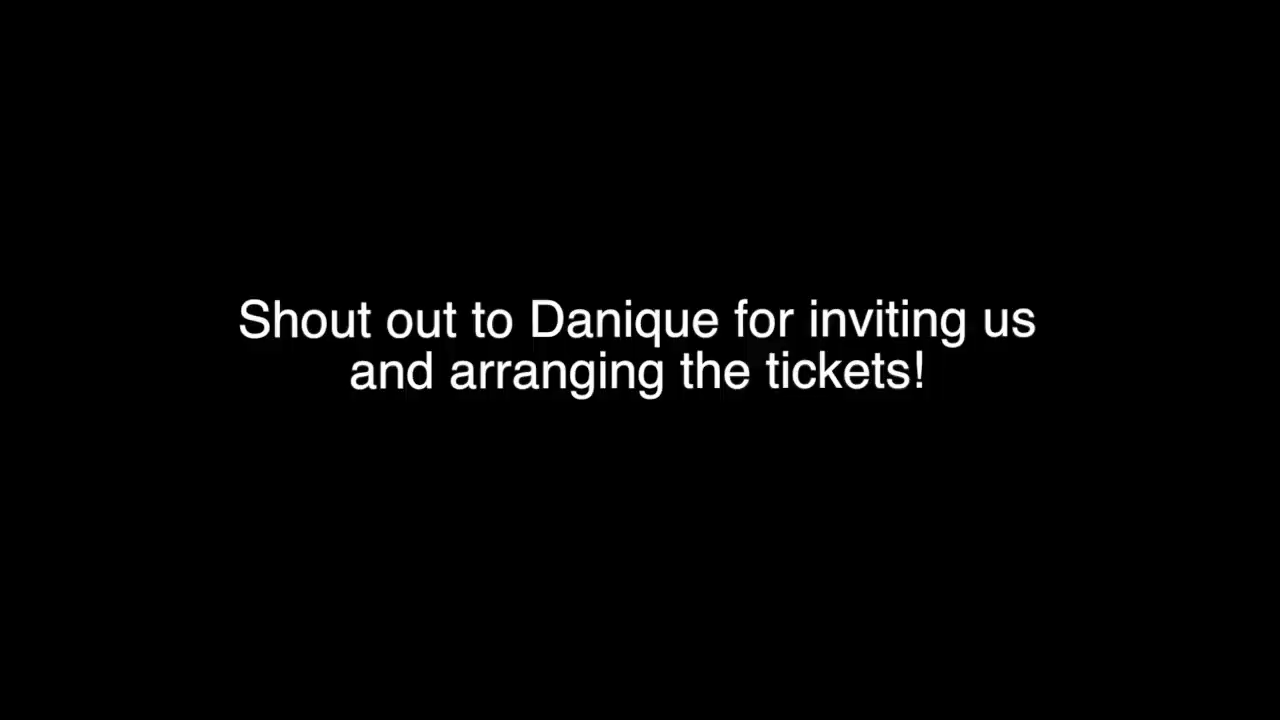 Shout out to Danique for inviting us
and arranging the tickets!